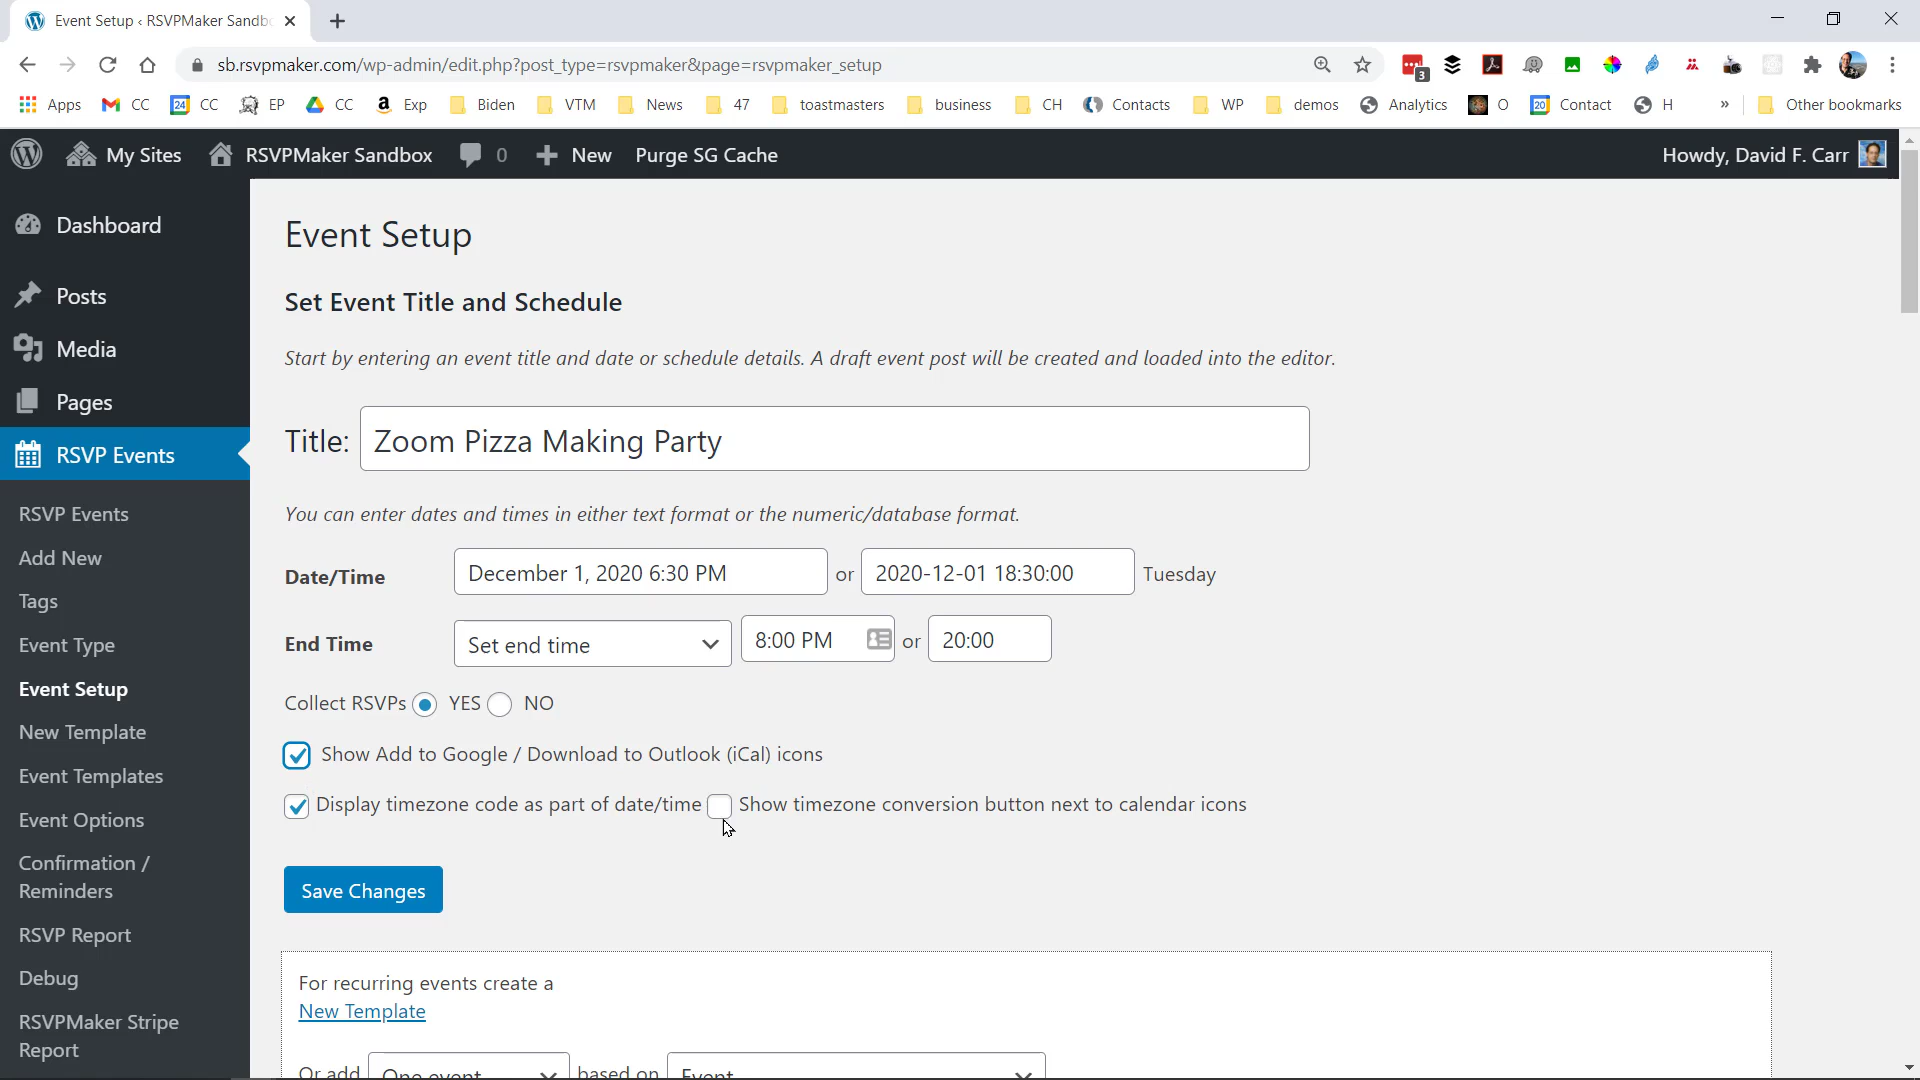 Event Setup ‹ RSVPMaker Sandb
sb.rsvpmaker.com/wp-admin/edit.php?post_type=rsvpmaker&page=rsvpmaker_setup
3
Apps CC 24 CC EP CC Exp Biden VTM News 47 toastmasters business CH Contacts WP demos Analytics O 20 Contact H » Other bookmarks
My Sites RSVPMaker Sandbox 0 New Purge SG Cache Howdy, David F. Carr
Dashboard
Posts
Media
Pages
RSVP Events
RSVP Events
Add New
Tags
Event Type
Event Setup
New Template
Event Templates
Event Options
Confirmation /
Reminders
RSVP Report
Debug
RSVPMaker Stripe
Report
Event Setup
Set Event Title and Schedule
Start by entering an event title and date or schedule details. A draft event post will be created and loaded into the editor.
Title: Zoom Pizza Making Party
You can enter dates and times in either text format or the numeric/database format.
Date/Time December 1, 2020 6:30 PM or 2020-12-01 18:30:00 Tuesday
End Time Set end time 8:00 PM or 20:00
Collect RSVPs YES NO
Show Add to Google / Download to Outlook (iCal) icons
Display timezone code as part of date/time Show timezone conversion button next to calendar icons
Save Changes
For recurring events create a
New Template
Or add One event based on Event